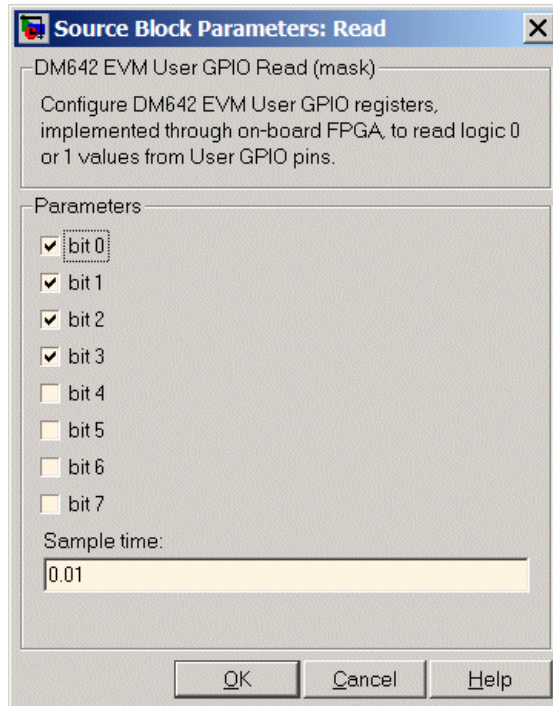 Source Block Parameters: Read
DM642 EVM User GPIO Read (mask)
Configure DM642 EVM User GPIO registers,
implemented through on-board FPGA, to read logic 0
or 1 values from User GPIO pins.
Parameters
bit 0
bit 1
bit 2
bit 3
bit 4
bit 5
bit 6
bit 7
Sample time:
0.01
OK Cancel Help